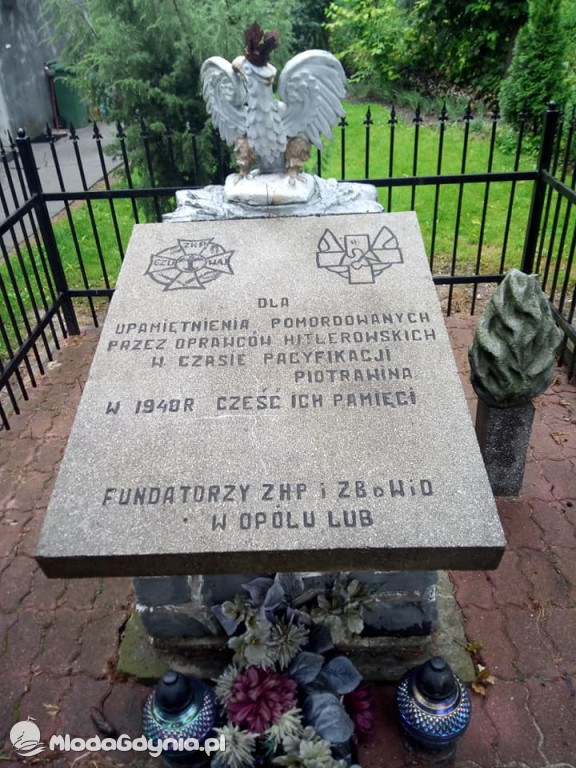 ZHP
CZUWAJ
DLA
UPAMIĘTNIENIA POMORDOWANYCH
PRZEZ OPRAWCÓW HITLEROWSKICH
W CZASIE PACYFIKACJI
PIOTRAWINA
W 1940R CZEŚĆ ICH PAMIĘCI
FUNDATORZY ZHP i ZBoWiD
W OPÓLU LUB
MlodaGdynia.pl